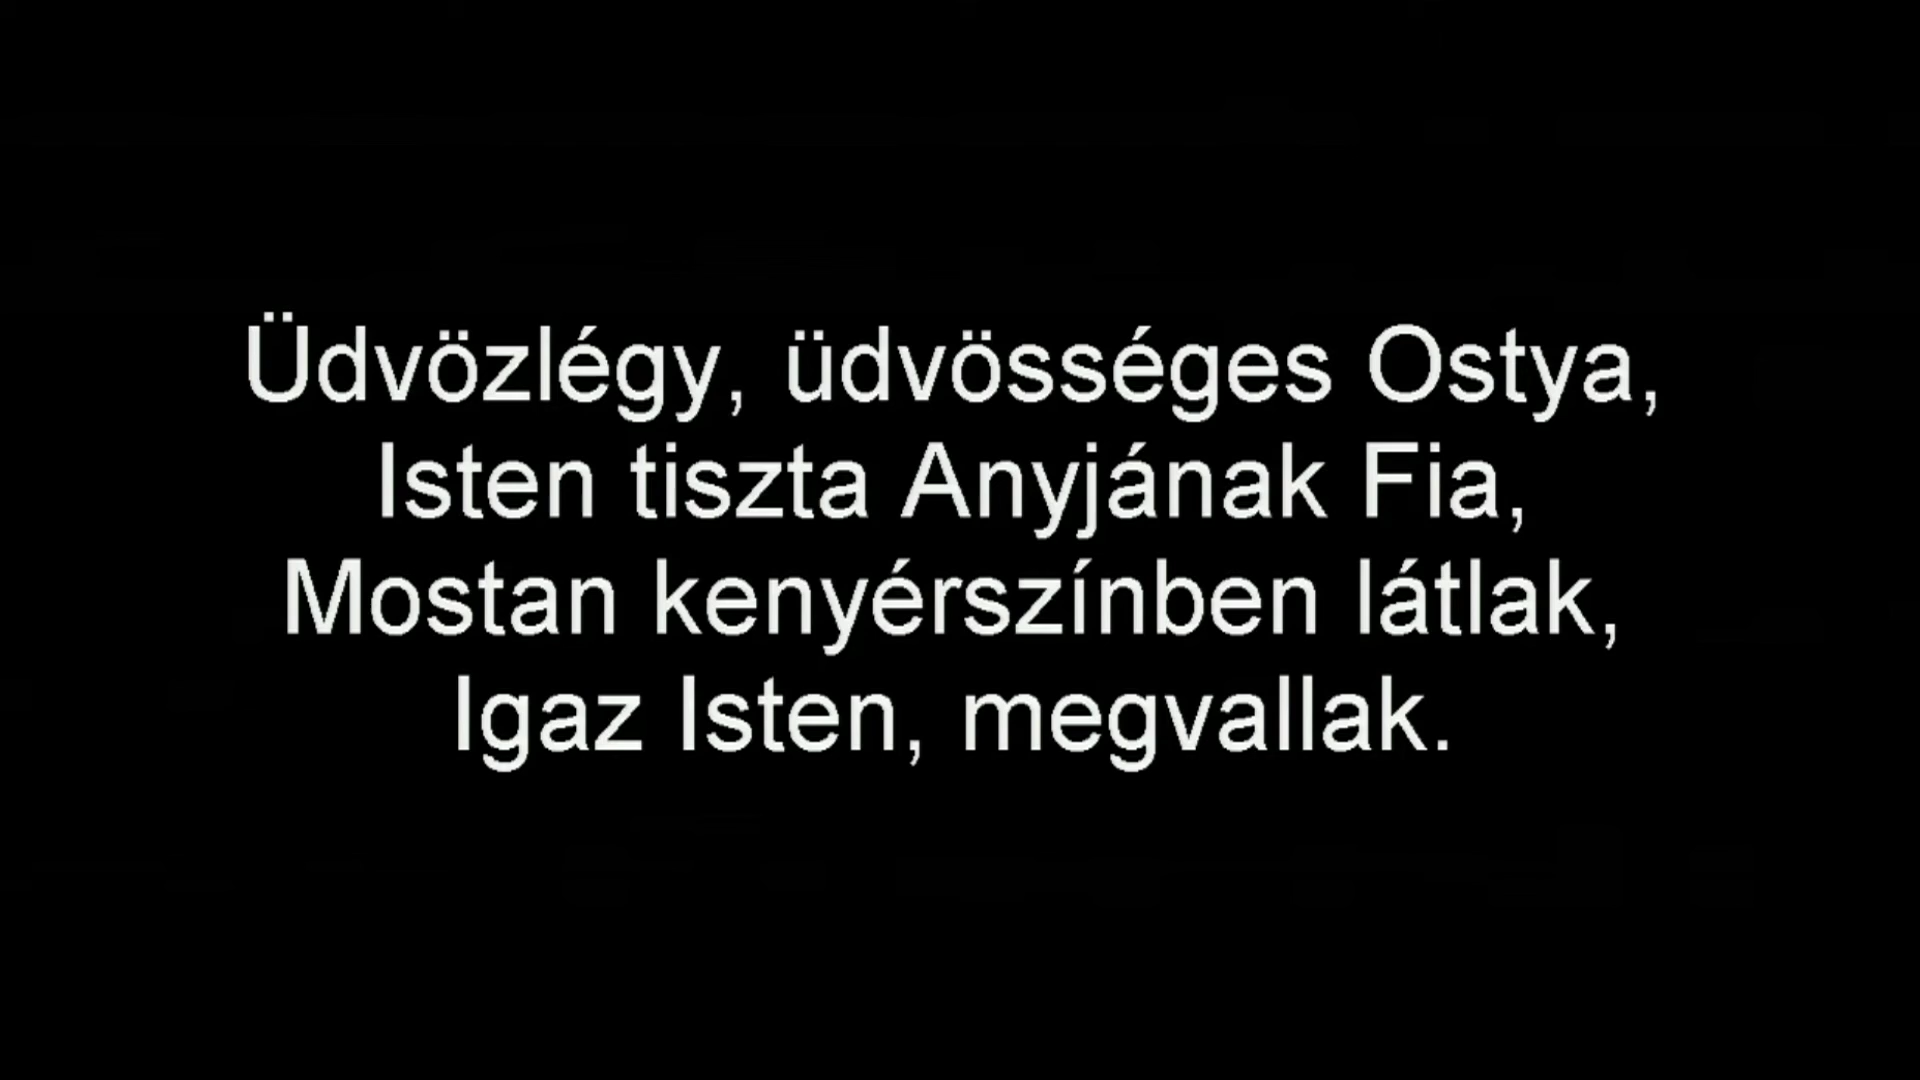 Üdvözlégy, üdvösséges Ostya,
Isten tiszta Anyjának Fia,
Mostan kenyérszínben látlak,
Igaz Isten, megvallak.